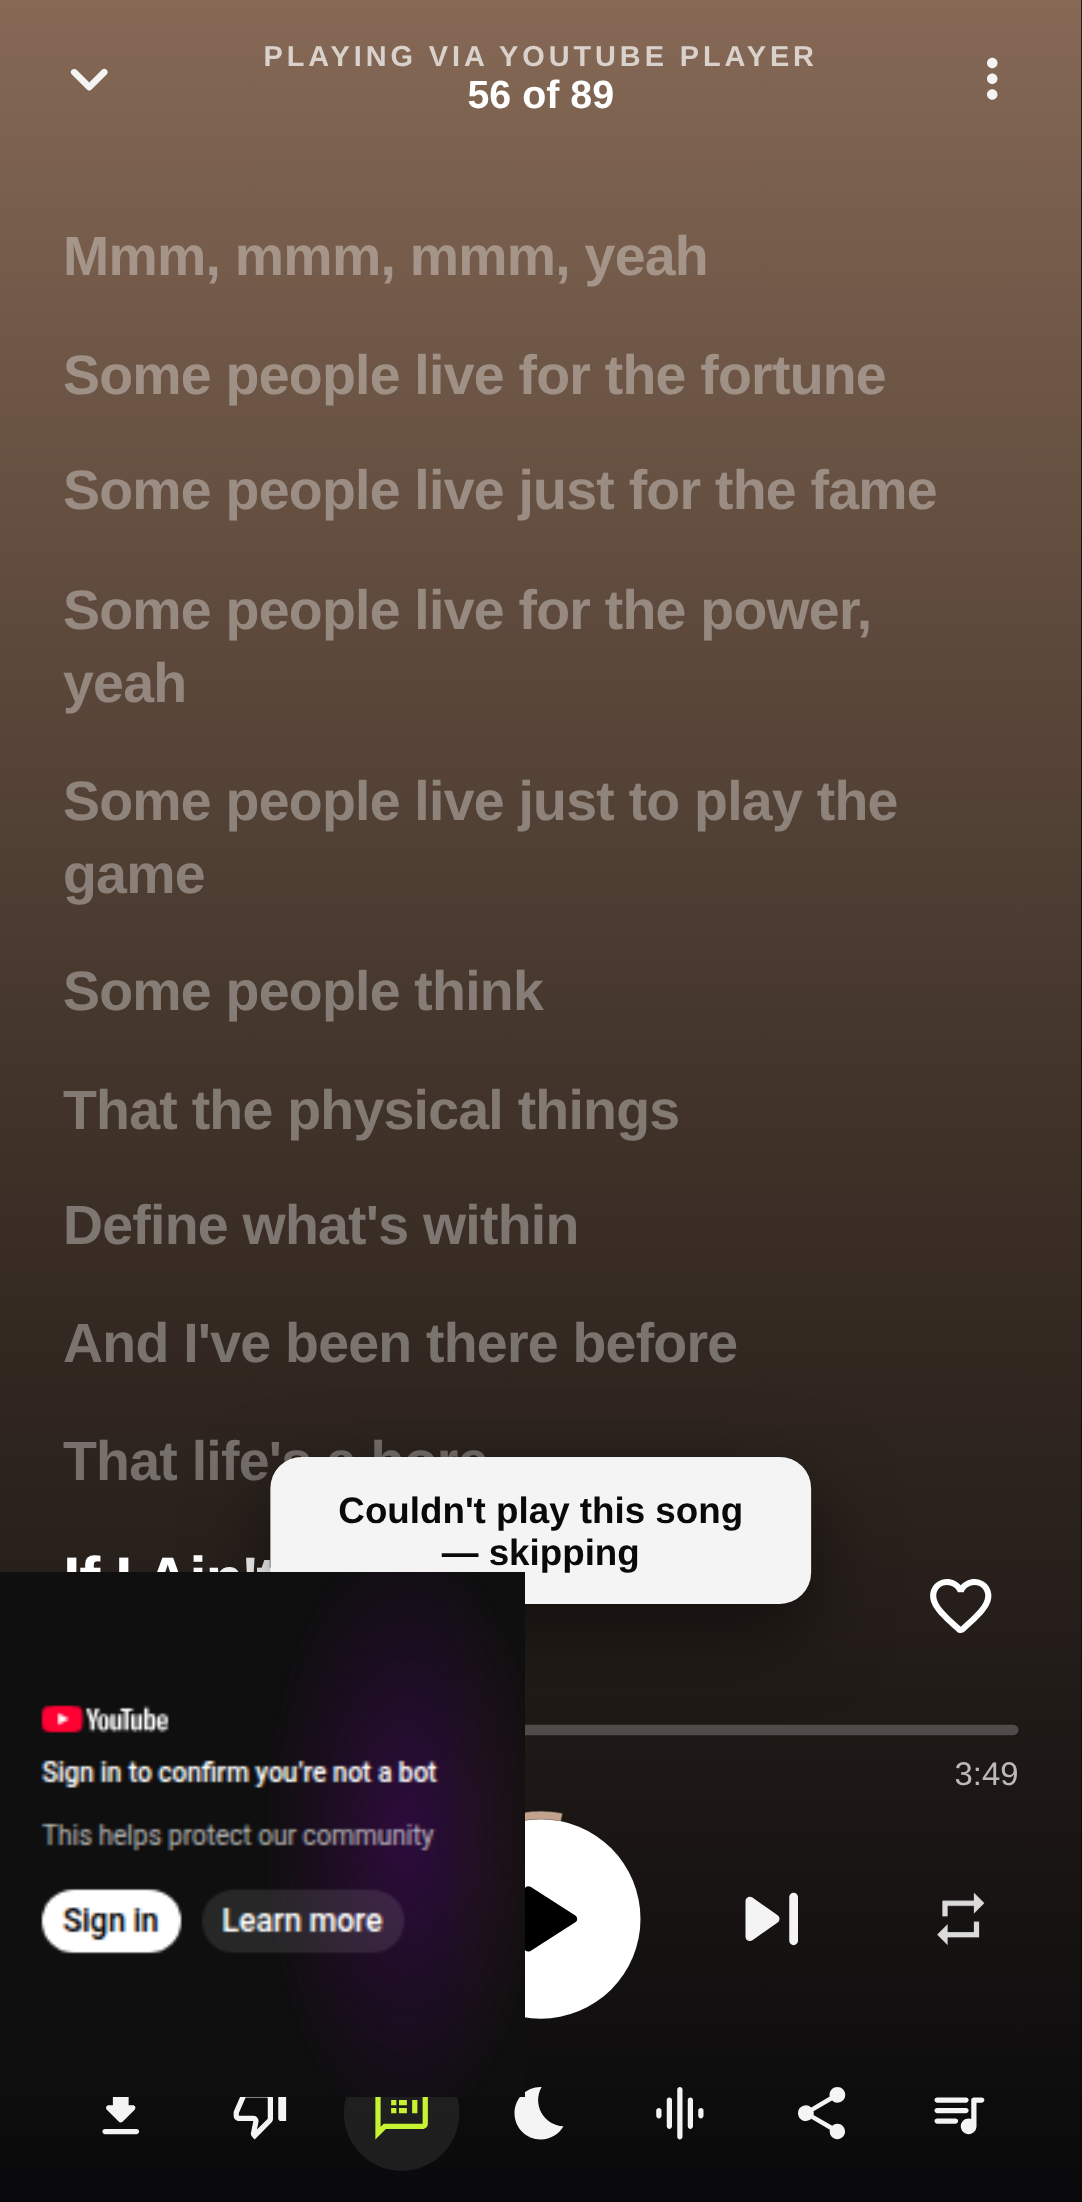 PLAYING VIA YOUTUBE PLAYER
56 of 89
Mmm, mmm, mmm, yeah
Some people live for the fortune
Some people live just for the fame
Some people live for the power,
yeah
Some people live just to play the
game
Some people think
That the physical things
Define what's within
And I've been there before
That life's a bore
If I Ain't
Couldn't play this song
— skipping
YouTube
Sign in to confirm you're not a bot
This helps protect our community
Sign in
Learn more
3:49